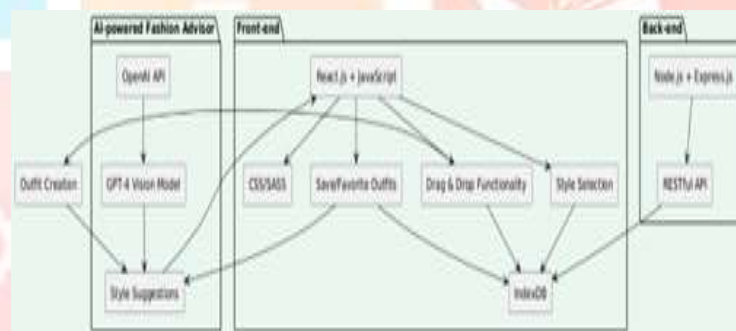 AI-powered Fashion Advisor
Front-end
Back-end
OpenAI API
React.js + JavaScript
Node.js + Express.js
Outfit Creation
GPT-4 Vision Model
CSS/SASS
Save/Favorite Outfits
Drag & Drop Functionality
Style Selection
RESTful API
Style Suggestions
IndexDB